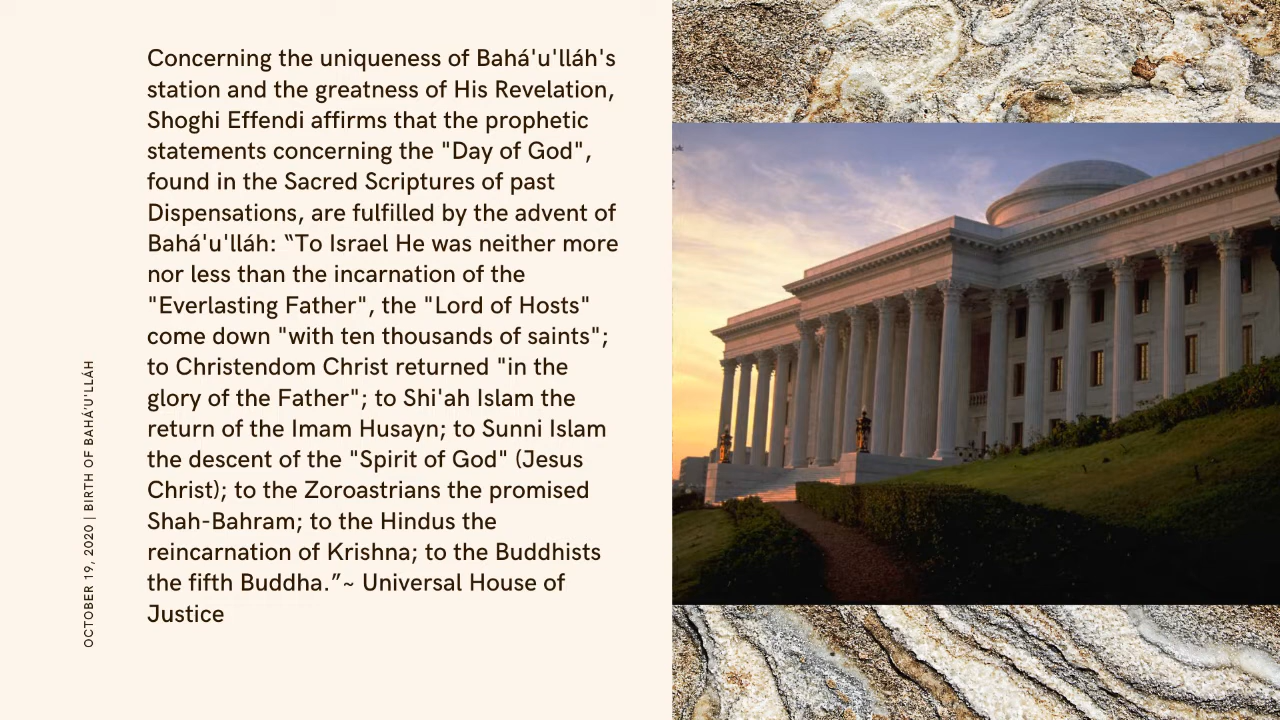 Concerning the uniqueness of Bahá'u'lláh's
station and the greatness of His Revelation,
Shoghi Effendi affirms that the prophetic
statements concerning the "Day of God",
found in the Sacred Scriptures of past
Dispensations, are fulfilled by the advent of
Bahá'u'lláh: “To Israel He was neither more
nor less than the incarnation of the
"Everlasting Father", the "Lord of Hosts"
come down "with ten thousands of saints";
to Christendom Christ returned "in the
glory of the Father"; to Shi'ah Islam the
return of the Imam Husayn; to Sunni Islam
the descent of the "Spirit of God" (Jesus
Christ); to the Zoroastrians the promised
Shah-Bahram; to the Hindus the
reincarnation of Krishna; to the Buddhists
the fifth Buddha.”~ Universal House of
Justice
OCTOBER 19, 2020 | BIRTH OF BAHÁ'U'LLÁH